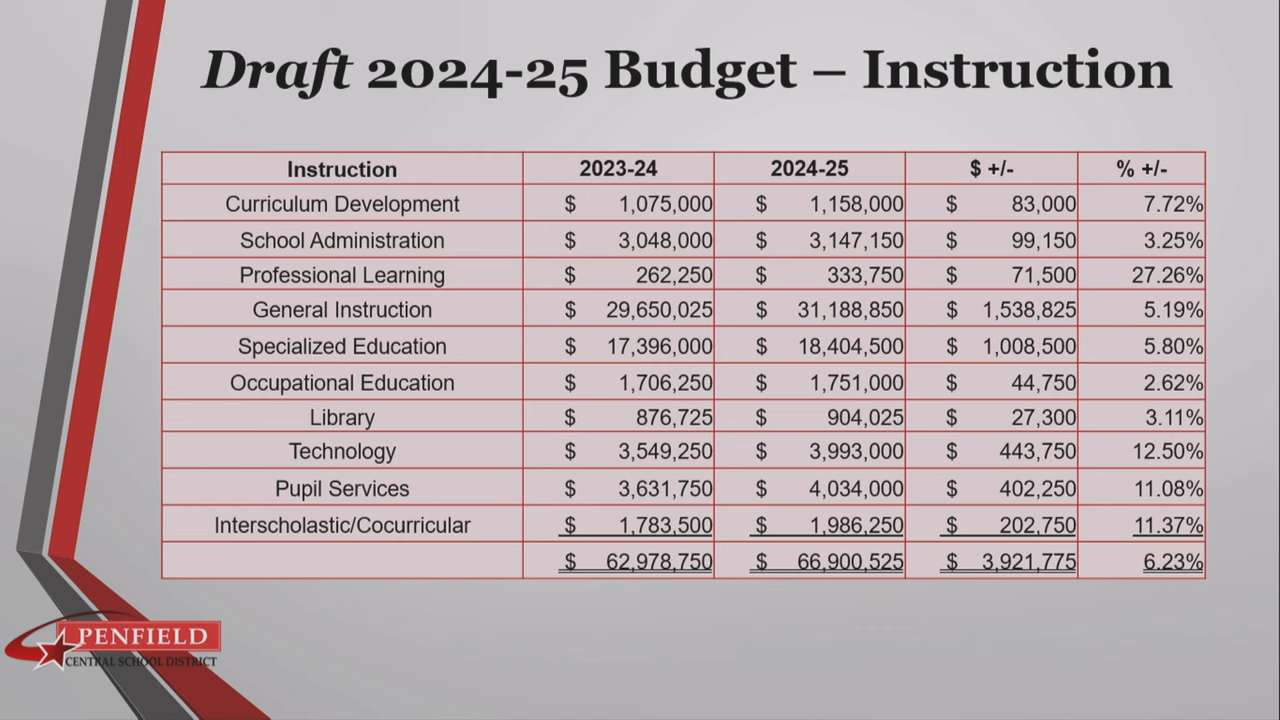 Draft 2024-25 Budget – Instruction
Instruction 2023-24 2024-25 $ +/- % +/-
Curriculum Development $ 1,075,000 $ 1,158,000 $ 83,000 7.72%
School Administration $ 3,048,000 $ 3,147,150 $ 99,150 3.25%
Professional Learning $ 262,250 $ 333,750 $ 71,500 27.26%
General Instruction $ 29,650,025 $ 31,188,850 $ 1,538,825 5.19%
Specialized Education $ 17,396,000 $ 18,404,500 $ 1,008,500 5.80%
Occupational Education $ 1,706,250 $ 1,751,000 $ 44,750 2.62%
Library $ 876,725 $ 904,025 $ 27,300 3.11%
Technology $ 3,549,250 $ 3,993,000 $ 443,750 12.50%
Pupil Services $ 3,631,750 $ 4,034,000 $ 402,250 11.08%
Interscholastic/Cocurricular $ 1,783,500 $ 1,986,250 $ 202,750 11.37%
$ 62,978,750 $ 66,900,525 $ 3,921,775 6.23%
PENFIELD
CENTRAL SCHOOL DISTRICT